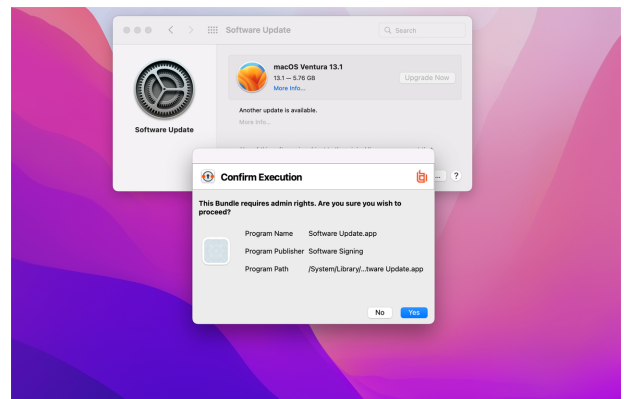 Software Update
Search
macOS Ventura 13.1
13.1 — 5.76 GB
More Info...
Upgrade Now
Another update is available.
More info...
Software Update
... ?
Confirm Execution
This Bundle requires admin rights. Are you sure you wish to
proceed?
Program Name Software Update.app
Program Publisher Software Signing
Program Path /System/Library/...tware Update.app
No Yes